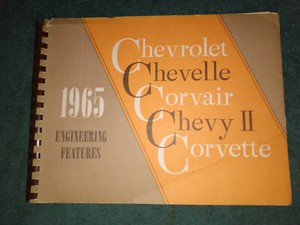 1965
ENGINEERING
FEATURES
Chevrolet
Chevelle
Corvair
Chevy II
Corvette